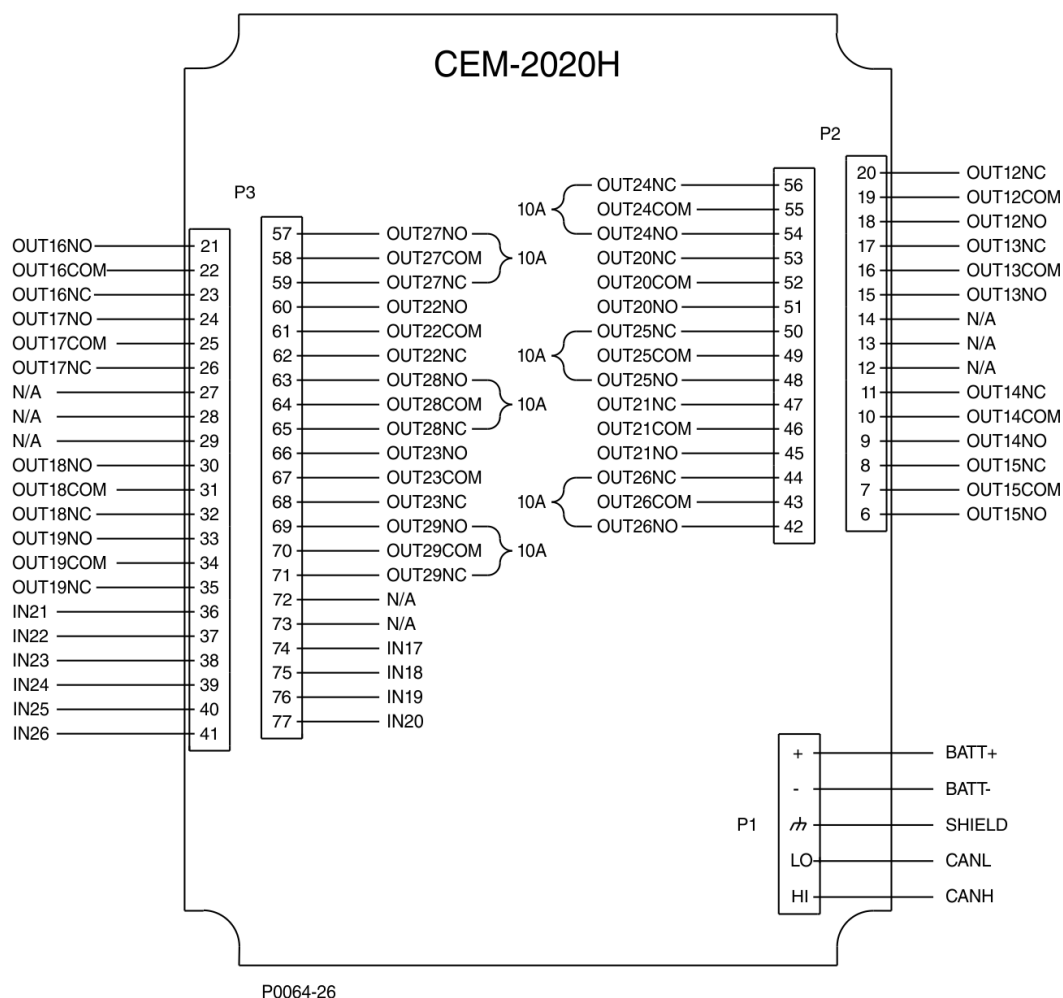 CEM-2020H
P2
P3
OUT16NO 21
OUT16COM 22
OUT16NC 23
OUT17NO 24
OUT17COM 25
OUT17NC 26
N/A 27
N/A 28
N/A 29
OUT18NO 30
OUT18COM 31
OUT18NC 32
OUT19NO 33
OUT19COM 34
OUT19NC 35
IN21 36
IN22 37
IN23 38
IN24 39
IN25 40
IN26 41
57 OUT27NO
58 OUT27COM 10A
59 OUT27NC
60 OUT22NO
61 OUT22COM
62 OUT22NC
63 OUT28NO
64 OUT28COM 10A
65 OUT28NC
66 OUT23NO
67 OUT23COM
68 OUT23NC
69 OUT29NO
70 OUT29COM 10A
71 OUT29NC
72 N/A
73 N/A
74 IN17
75 IN18
76 IN19
77 IN20
OUT24NC 56
10A OUT24COM 55
OUT24NO 54
OUT20NC 53
OUT20COM 52
OUT20NO 51
OUT25NC 50
10A OUT25COM 49
OUT25NO 48
OUT21NC 47
OUT21COM 46
OUT21NO 45
OUT26NC 44
10A OUT26COM 43
OUT26NO 42
20 OUT12NC
19 OUT12COM
18 OUT12NO
17 OUT13NC
16 OUT13COM
15 OUT13NO
14 N/A
13 N/A
12 N/A
11 OUT14NC
10 OUT14COM
9 OUT14NO
8 OUT15NC
7 OUT15COM
6 OUT15NO
P1
+ BATT+
- BATT-
SHIELD
LO CANL
HI CANH
P0064-26